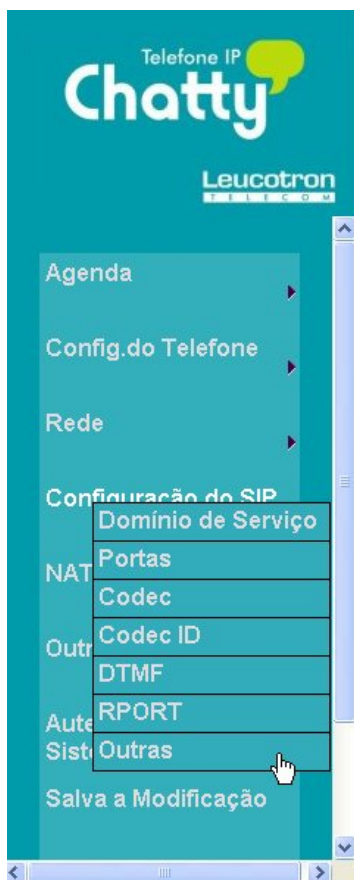 Telefone IP
Chatty
Leucotron
TELECOM
Agenda
Config.do Telefone
Rede
Configuração do SIP
Domínio de Serviço
NAT
Portas
Codec
Codec ID
DTMF
RPORT
Outras
Salva a Modificação